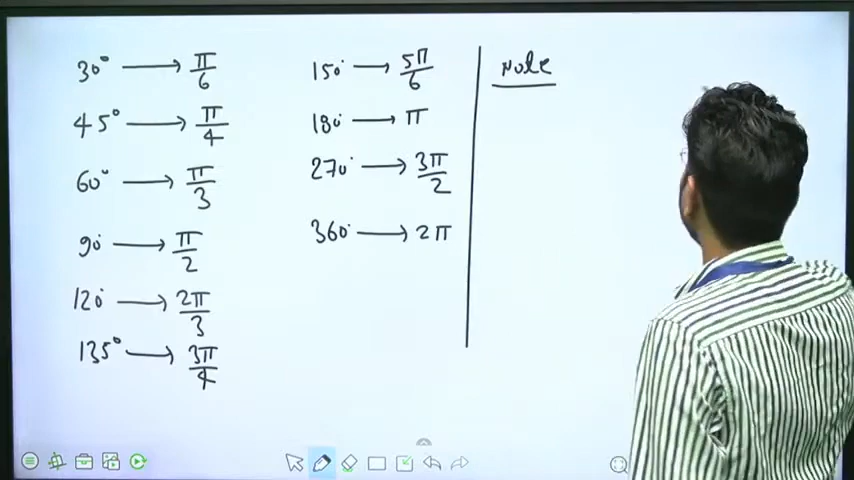 30° → π/6
45° → π/4
60° → π/3
90° → π/2
120° → 2π/3
135° → 3π/4
150° → 5π/6
180° → π
270° → 3π/2
360° → 2π
Note